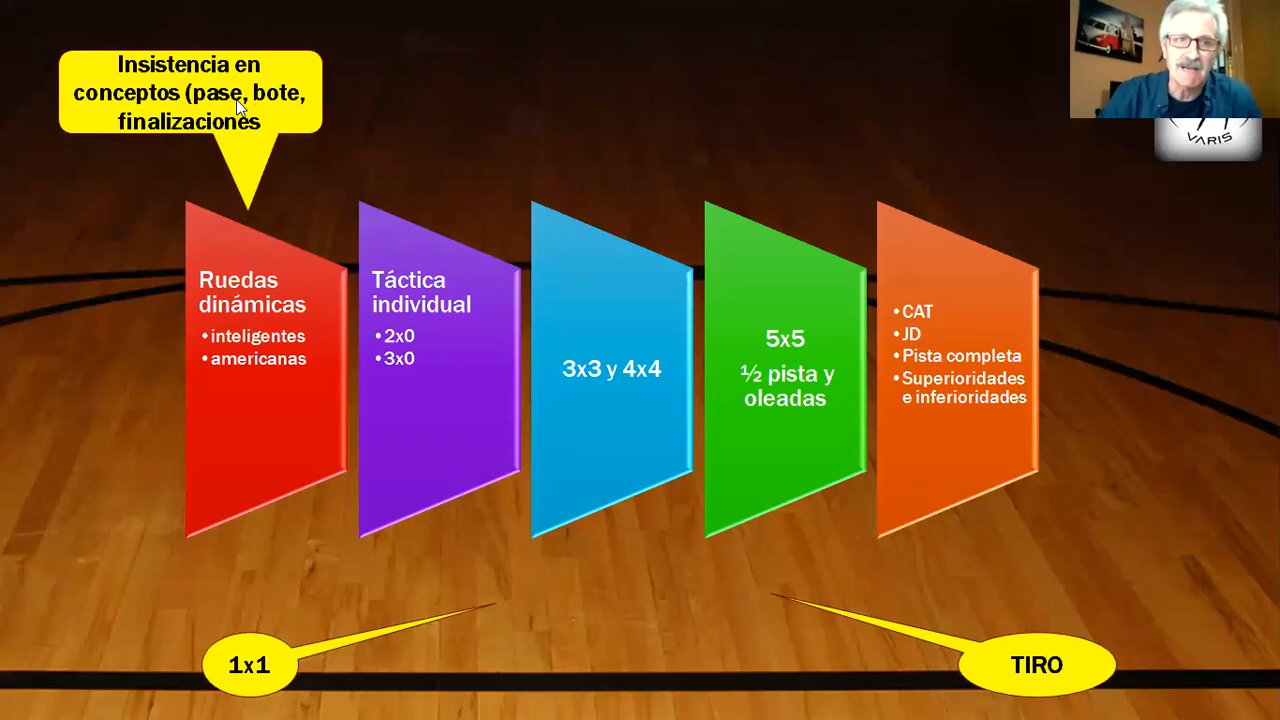 Insistencia en
conceptos (pase, bote,
finalizaciones
VARIS
Ruedas
dinámicas
• inteligentes
• americanas
Táctica
individual
• 2x0
• 3x0
3x3 y 4x4
5x5
½ pista y
oleadas
• CAT
• JD
• Pista completa
• Superioridades
e inferioridades
1x1
TIRO